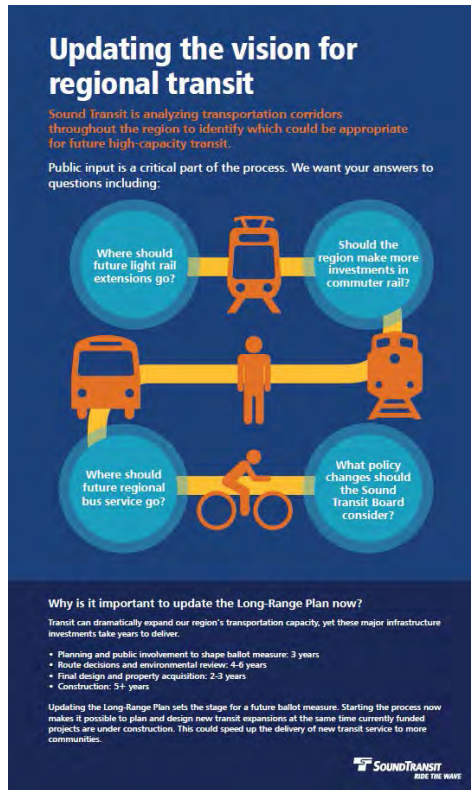 Updating the vision for
regional transit
Sound Transit is analyzing transportation corridors
throughout the region to identify which could be appropriate
for future high-capacity transit.
Public input is a critical part of the process. We want your answers to
questions including:
Where should
future light rail
extensions go?
Should the
region make more
investments in
commuter rail?
Where should
future regional
bus service go?
What policy
changes should
the Sound
Transit Board
consider?
Why is it important to update the Long-Range Plan now?
Transit can dramatically expand our region's transportation capacity, yet these major infrastructure
investments take years to deliver.
• Planning and public involvement to shape ballot measure: 3 years
• Route decisions and environmental review: 4-6 years
• Final design and property acquisition: 2-3 years
• Construction: 5+ years
Updating the Long-Range Plan sets the stage for a future ballot measure. Starting the process now
makes it possible to plan and design new transit expansions at the same time currently funded
projects are under construction. This could speed up the delivery of new transit service to more
communities.
SOUNDTRANSIT
RIDE THE WAVE